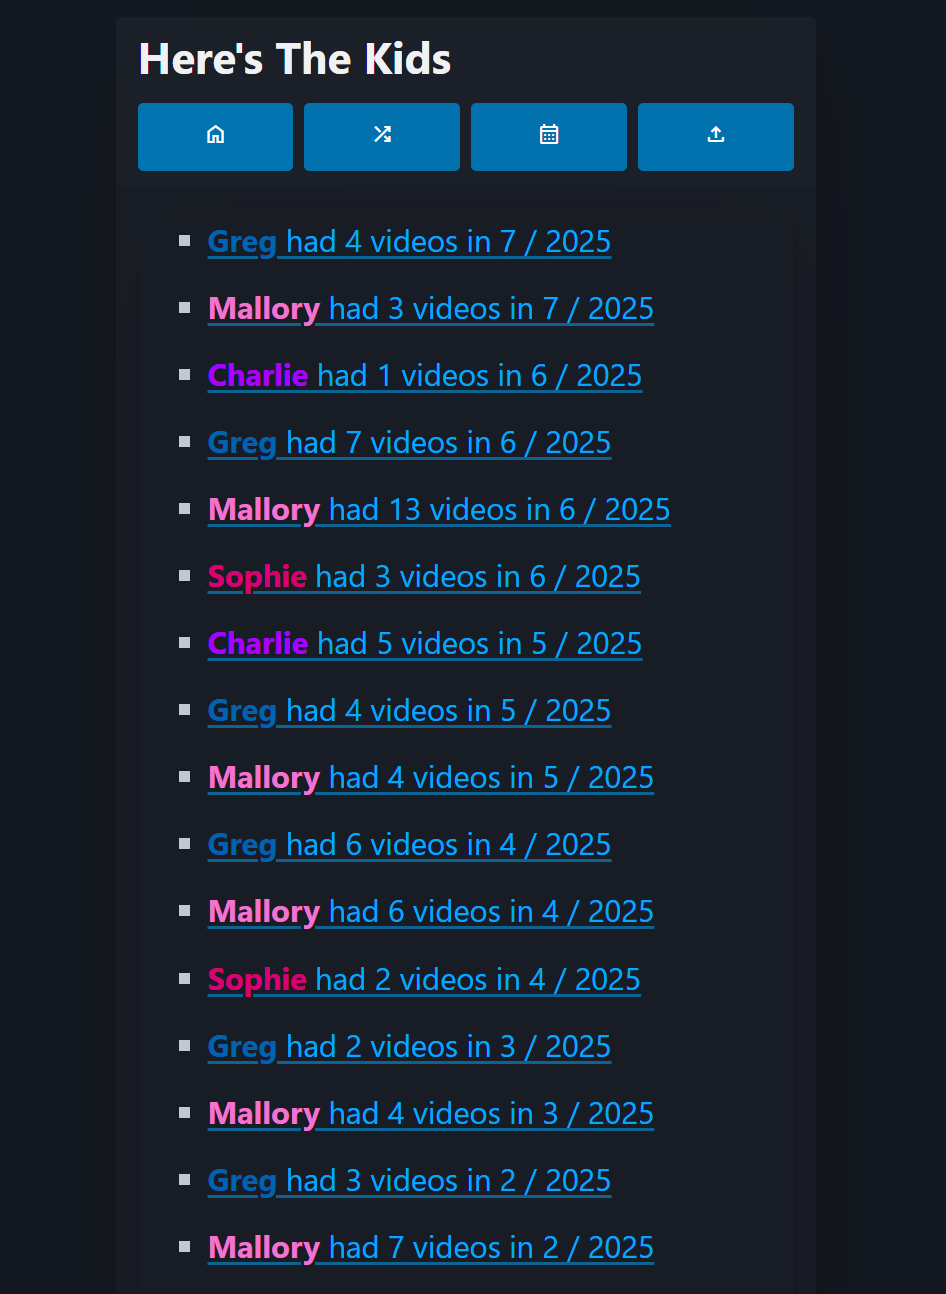 Here's The Kids
Greg had 4 videos in 7 / 2025
Mallory had 3 videos in 7 / 2025
Charlie had 1 videos in 6 / 2025
Greg had 7 videos in 6 / 2025
Mallory had 13 videos in 6 / 2025
Sophie had 3 videos in 6 / 2025
Charlie had 5 videos in 5 / 2025
Greg had 4 videos in 5 / 2025
Mallory had 4 videos in 5 / 2025
Greg had 6 videos in 4 / 2025
Mallory had 6 videos in 4 / 2025
Sophie had 2 videos in 4 / 2025
Greg had 2 videos in 3 / 2025
Mallory had 4 videos in 3 / 2025
Greg had 3 videos in 2 / 2025
Mallory had 7 videos in 2 / 2025